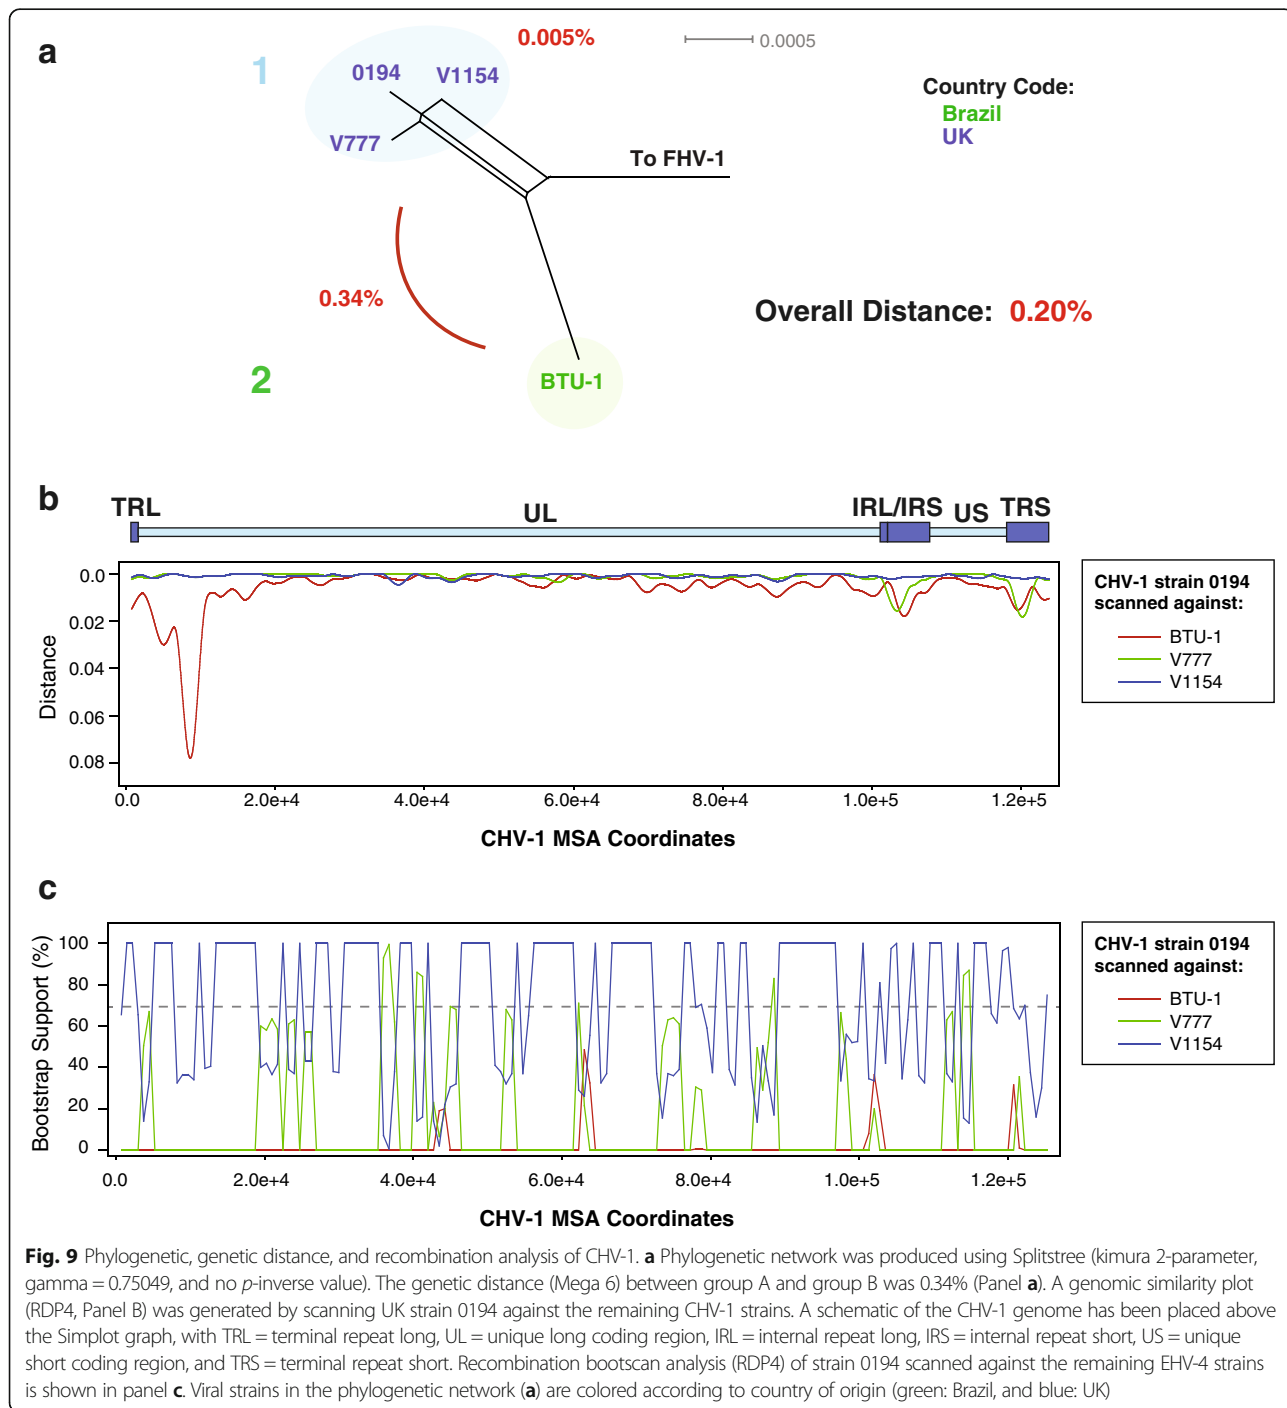 a
0.005%
0.0005
1
0194
V1154
V777
Country Code:
Brazil
UK
To FHV-1
0.34%
Overall Distance: 0.20%
2
BTU-1
b
TRL
UL
IRL/IRS
US
TRS
0.0
0.02
0.04
0.06
0.08
Distance
0.0
2.0e+4
4.0e+4
6.0e+4
8.0e+4
1.0e+5
1.2e+5
CHV-1 MSA Coordinates
CHV-1 strain 0194
scanned against:
BTU-1
V777
V1154
c
100
80
60
40
20
0
Bootstrap Support (%)
0.0
2.0e+4
4.0e+4
6.0e+4
8.0e+4
1.0e+5
1.2e+5
CHV-1 MSA Coordinates
CHV-1 strain 0194
scanned against:
BTU-1
V777
V1154
Fig. 9 Phylogenetic, genetic distance, and recombination analysis of CHV-1. a Phylogenetic network was produced using Splitstree (kimura 2-parameter,
gamma = 0.75049, and no p-inverse value). The genetic distance (Mega 6) between group A and group B was 0.34% (Panel a). A genomic similarity plot
(RDP4, Panel B) was generated by scanning UK strain 0194 against the remaining CHV-1 strains. A schematic of the CHV-1 genome has been placed above
the Simplot graph, with TRL = terminal repeat long, UL = unique long coding region, IRL = internal repeat long, IRS = internal repeat short, US = unique
short coding region, and TRS = terminal repeat short. Recombination bootscan analysis (RDP4) of strain 0194 scanned against the remaining EHV-4 strains
is shown in panel c. Viral strains in the phylogenetic network (a) are colored according to country of origin (green: Brazil, and blue: UK)